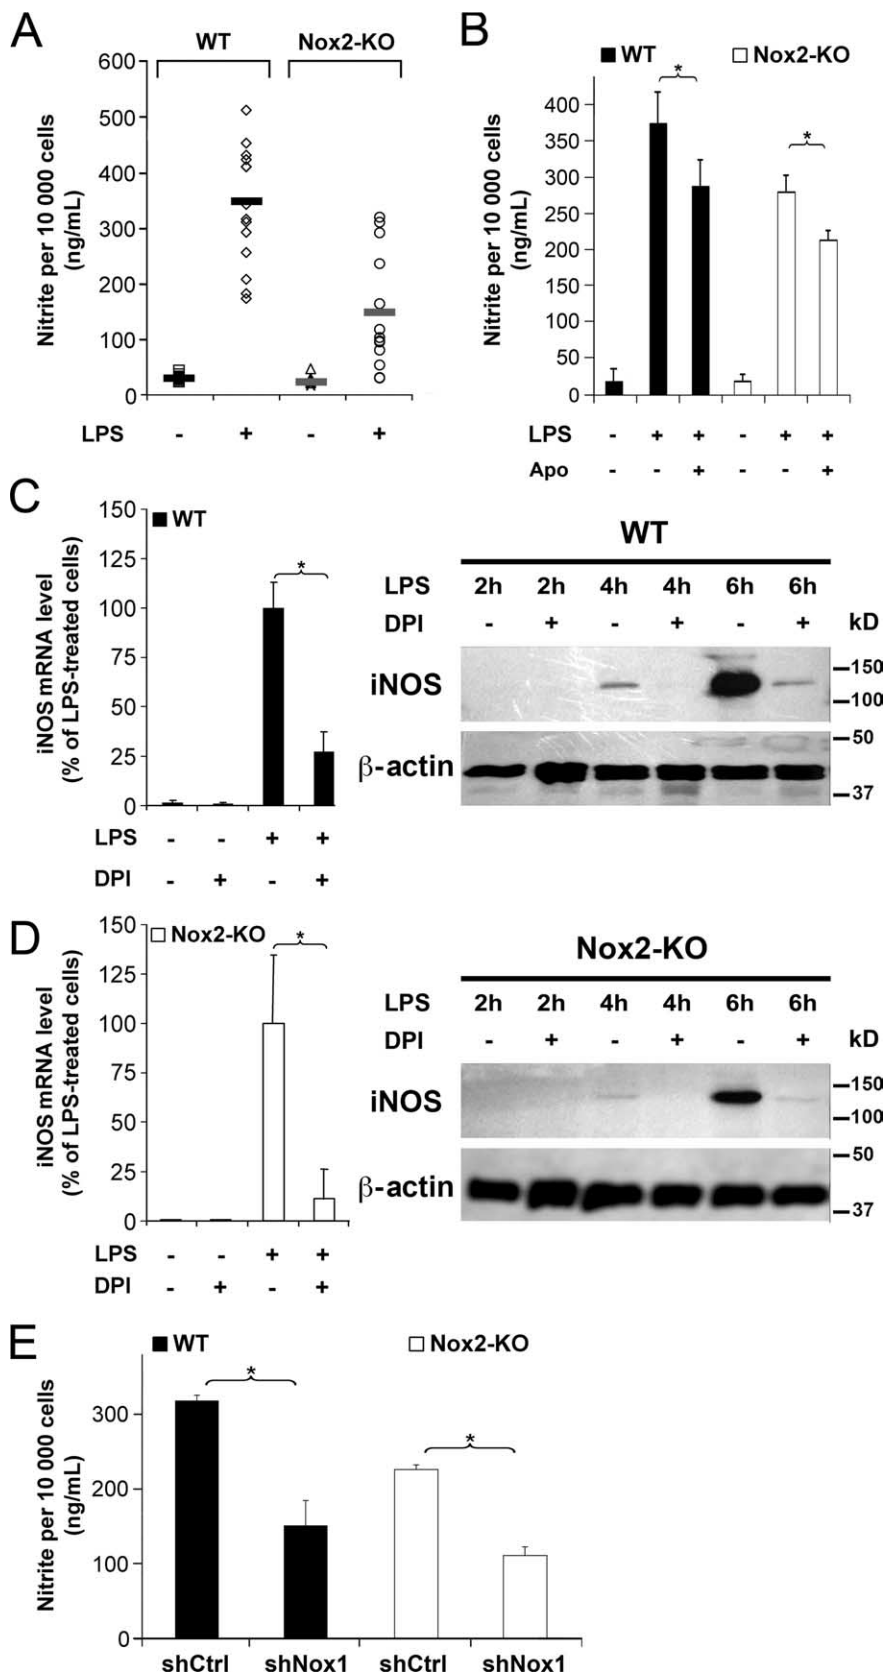 A
WT
Nox2-KO
Nitrite per 10 000 cells
(ng/mL)
600
500
400
300
200
100
0
LPS - + - +
B
WT
Nox2-KO
Nitrite per 10 000 cells
(ng/mL)
400
350
300
250
200
150
100
50
0
*
*
LPS - + + - + +
Apo - - + - - +
C
WT
iNOS mRNA level
(% of LPS-treated cells)
150
125
100
75
50
25
0
*
LPS - - + +
DPI - + - +
WT
LPS 2h 2h 4h 4h 6h 6h
DPI - + - + - + kD
iNOS
150
100
β-actin
50
37
D
Nox2-KO
iNOS mRNA level
(% of LPS-treated cells)
150
125
100
75
50
25
0
*
LPS - - + +
DPI - + - +
Nox2-KO
LPS 2h 2h 4h 4h 6h 6h
DPI - + - + - + kD
iNOS
150
100
β-actin
50
37
E
WT
Nox2-KO
Nitrite per 10 000 cells
(ng/mL)
300
200
100
0
*
*
shCtrl shNox1 shCtrl shNox1